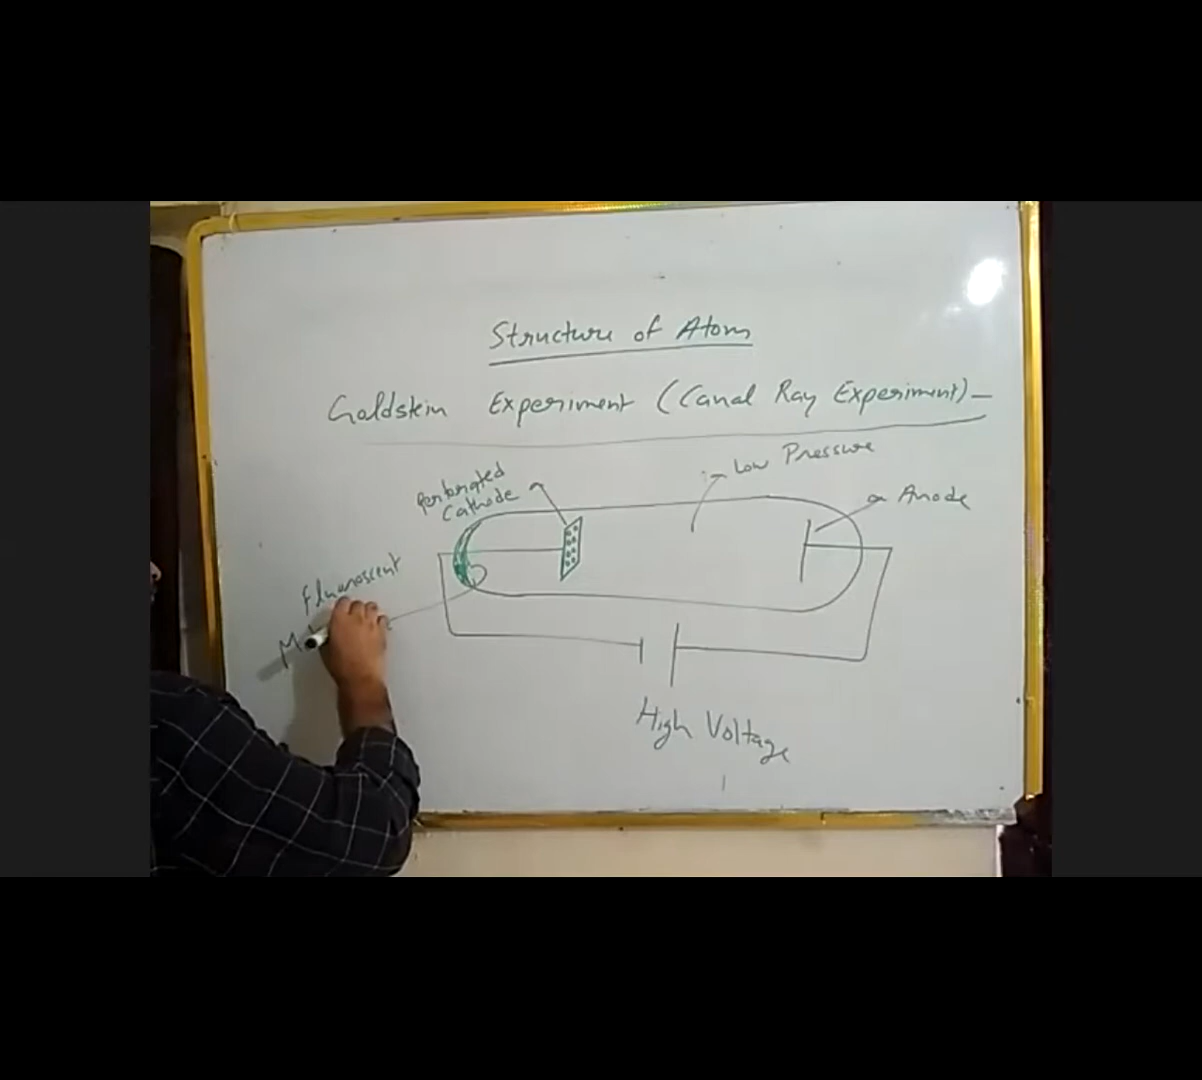 Structure of Atom
Goldstein Experiment (Canal Ray Experiment) -
Low Pressure
Perforated
Cathode
Anode
Fluorescent
High Voltage